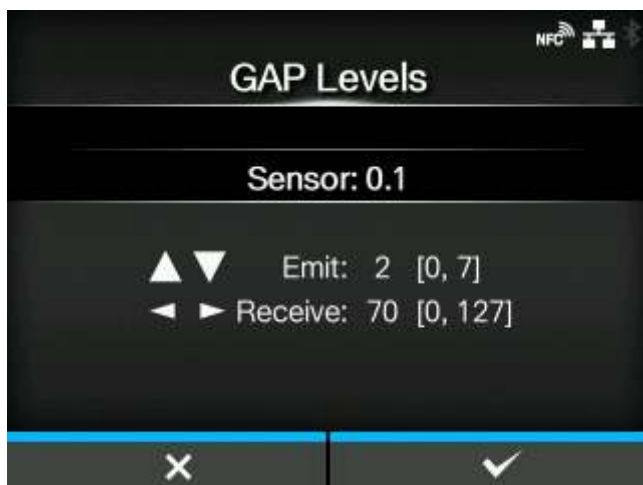 NFC
GAP Levels
Sensor: 0.1
Emit: 2 [0, 7]
Receive: 70 [0, 127]